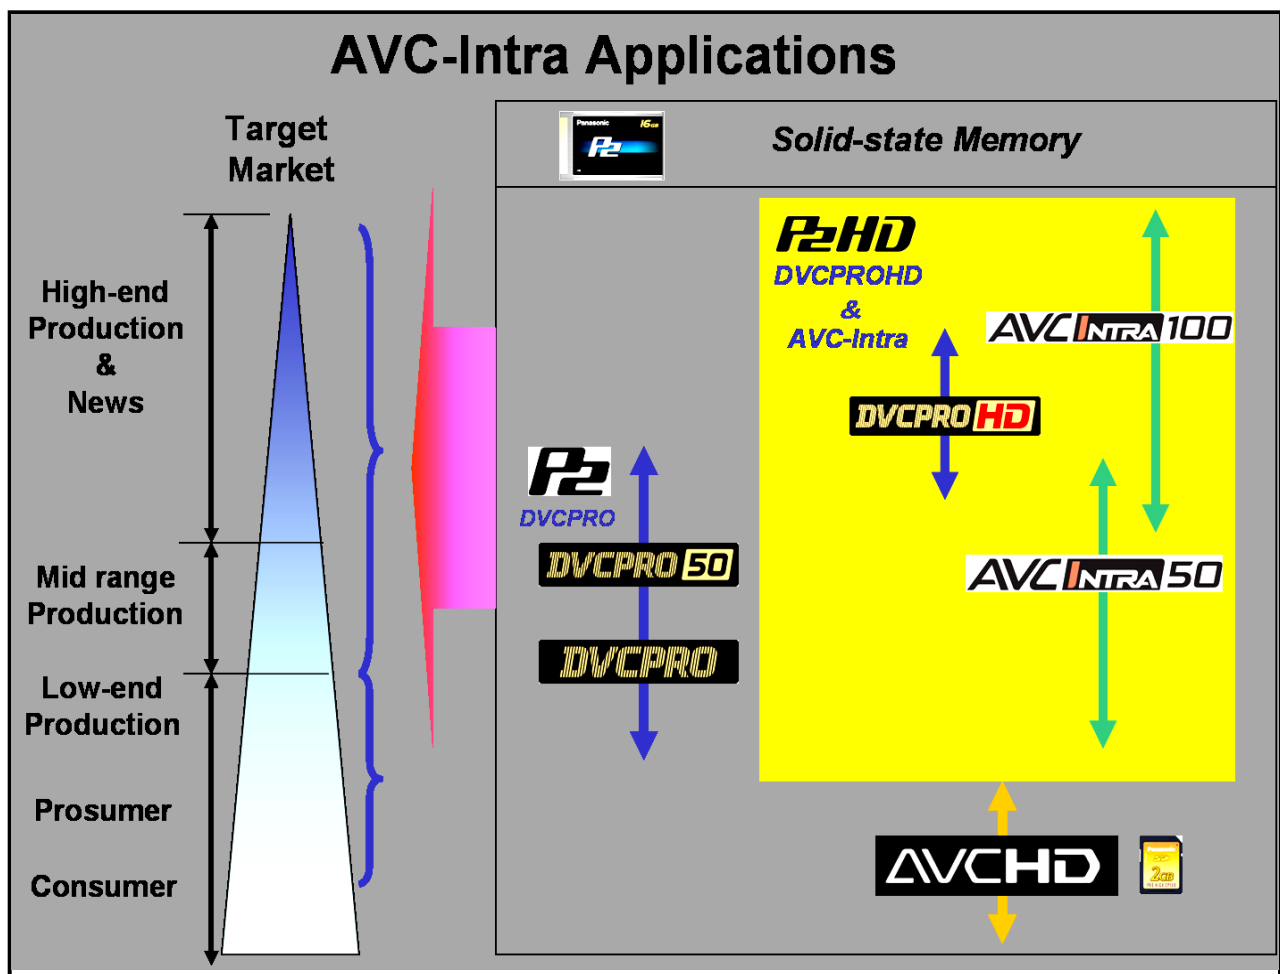 AVC-Intra Applications
Target
Market
Panasonic 16GB
P2
Solid-state Memory
High-end
Production
&
News
Mid range
Production
Low-end
Production
Prosumer
Consumer
P2
DVCPRO
DVCPRO 50
DVCPRO
P2HD
DVCPROHD
&
AVC-Intra
DVCPRO HD
AVC INTRA 100
AVC INTRA 50
AVCHD
Panasonic
2GB